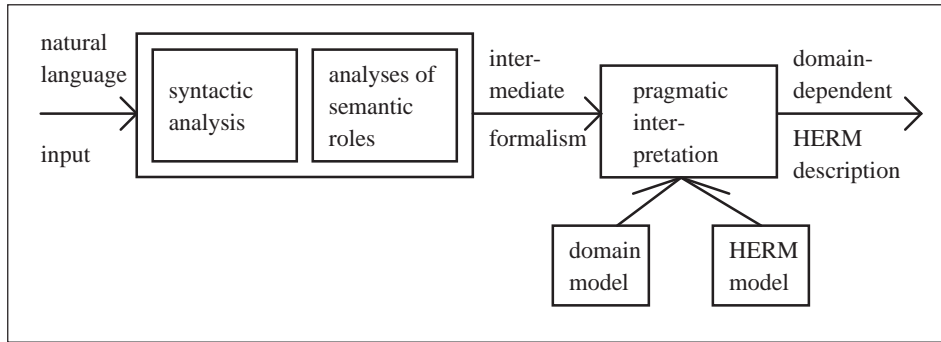 natural
language
input
syntactic
analysis
analyses of
semantic
roles
inter-
mediate
formalism
pragmatic
inter-
pretation
domain-
dependent
HERM
description
domain
model
HERM
model